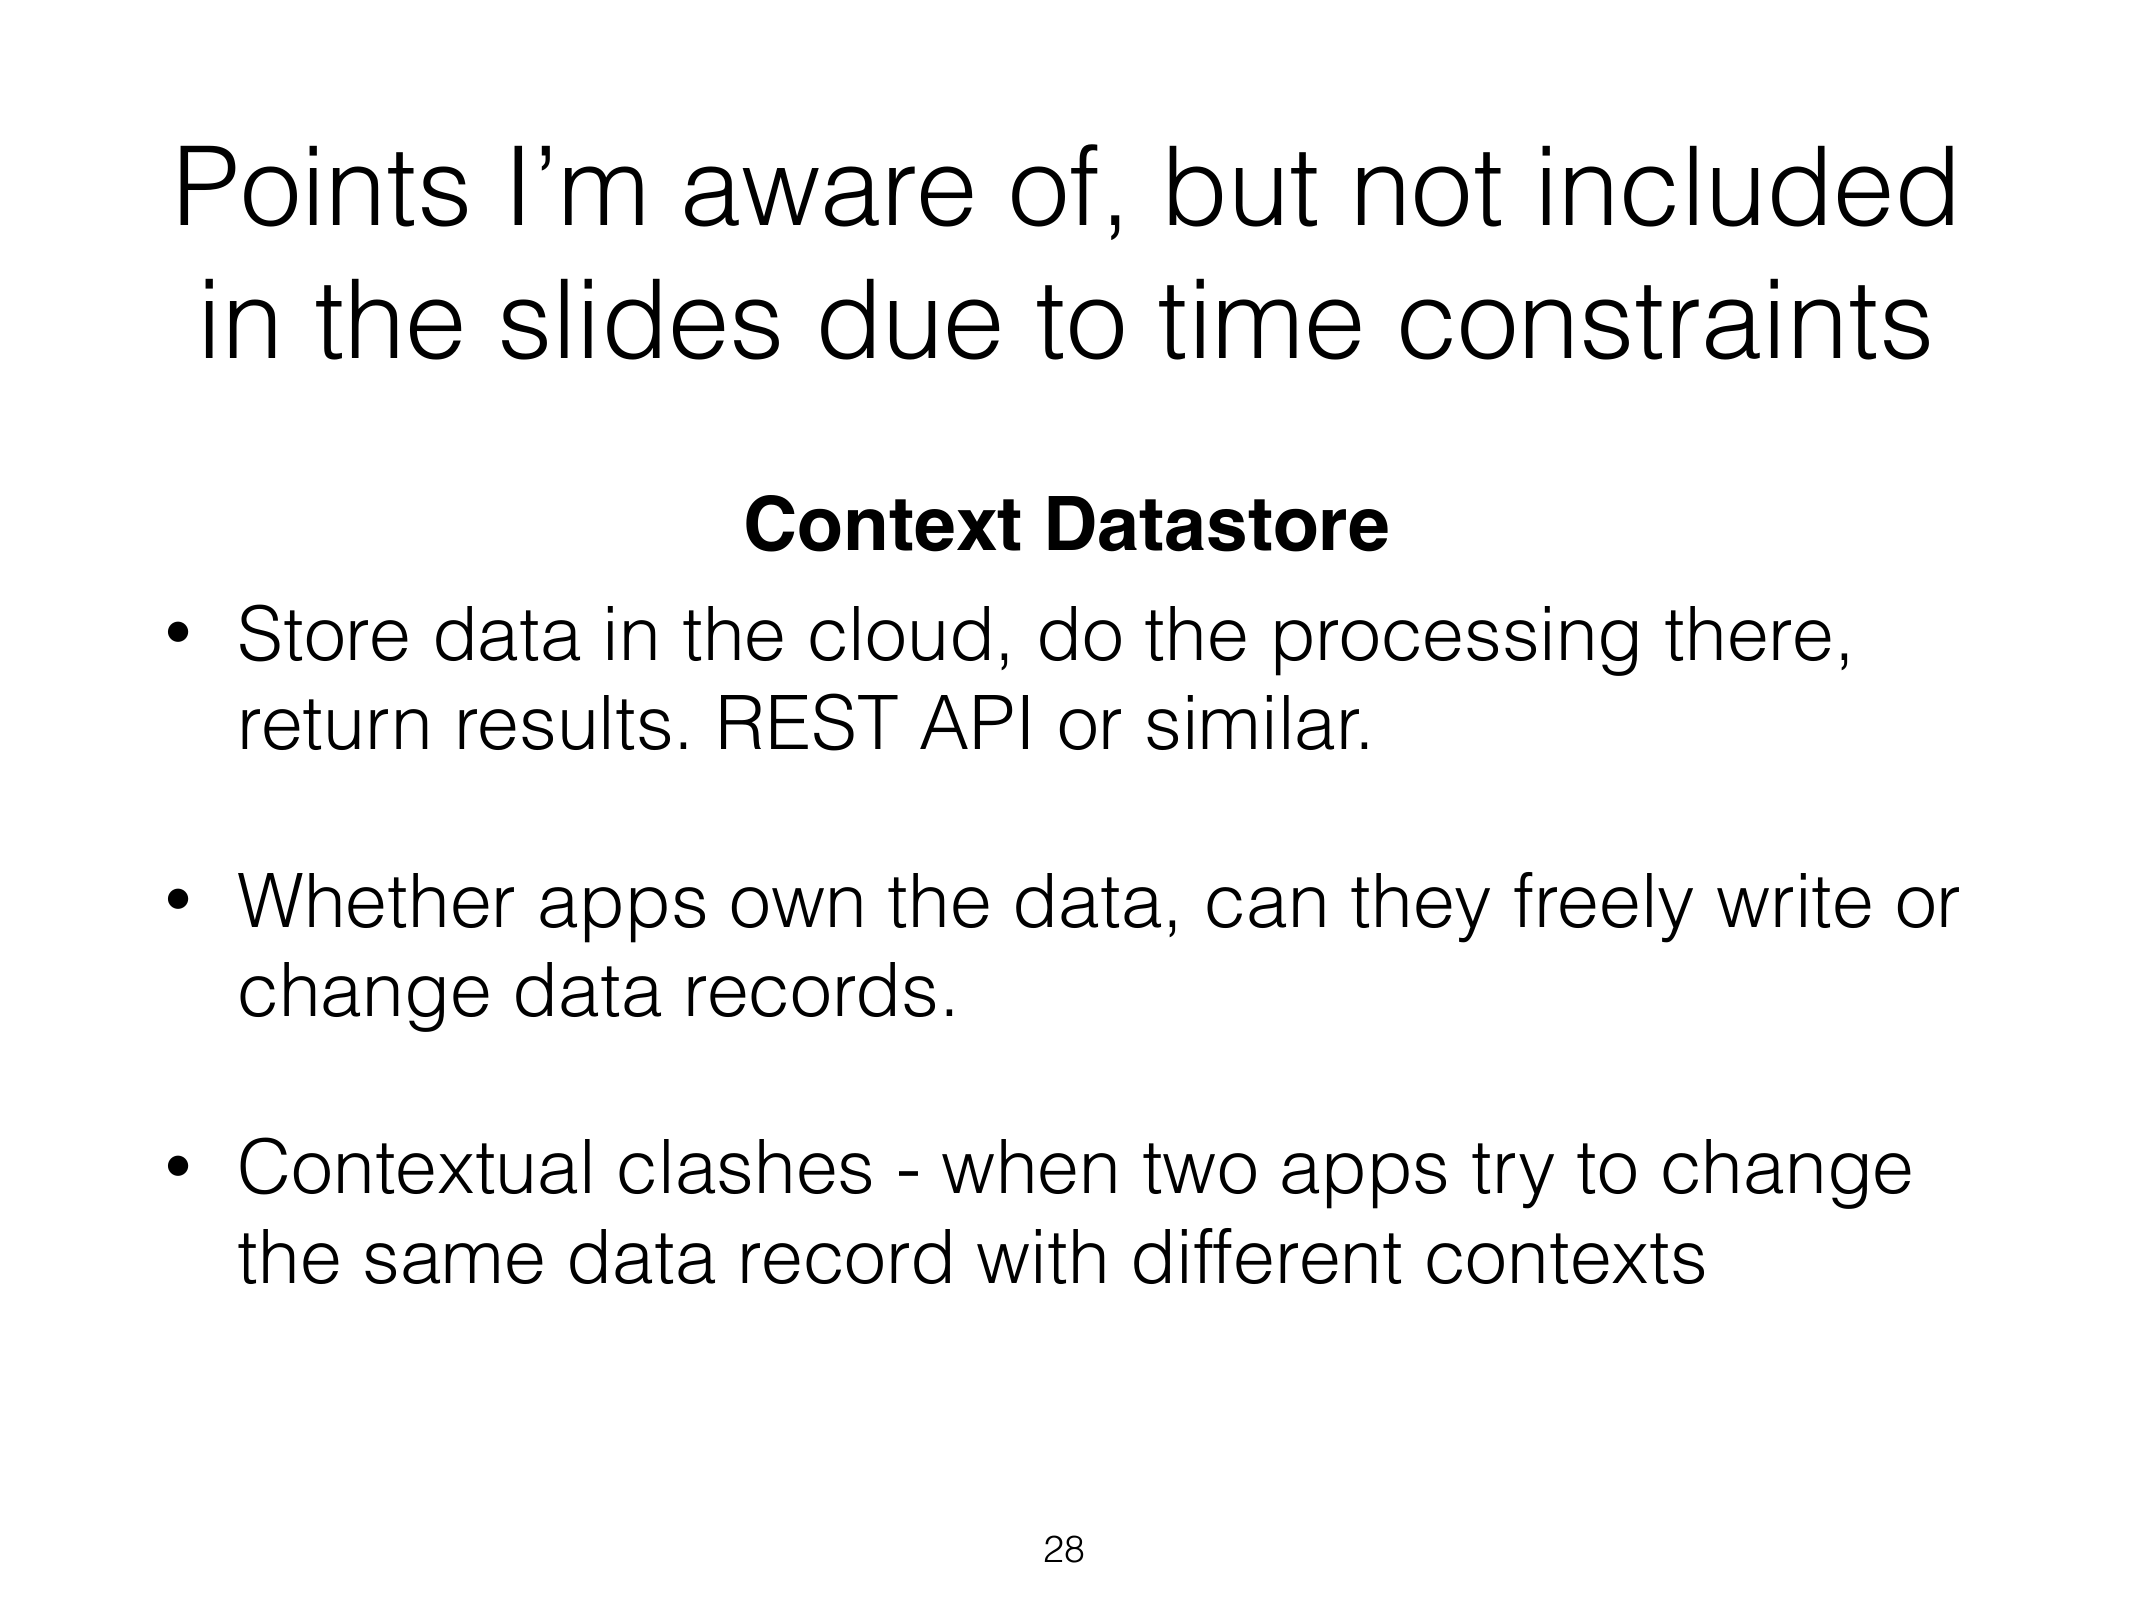 Points I’m aware of, but not included
in the slides due to time constraints
Context Datastore
• Store data in the cloud, do the processing there,
return results. REST API or similar.
• Whether apps own the data, can they freely write or
change data records.
• Contextual clashes - when two apps try to change
the same data record with different contexts
28